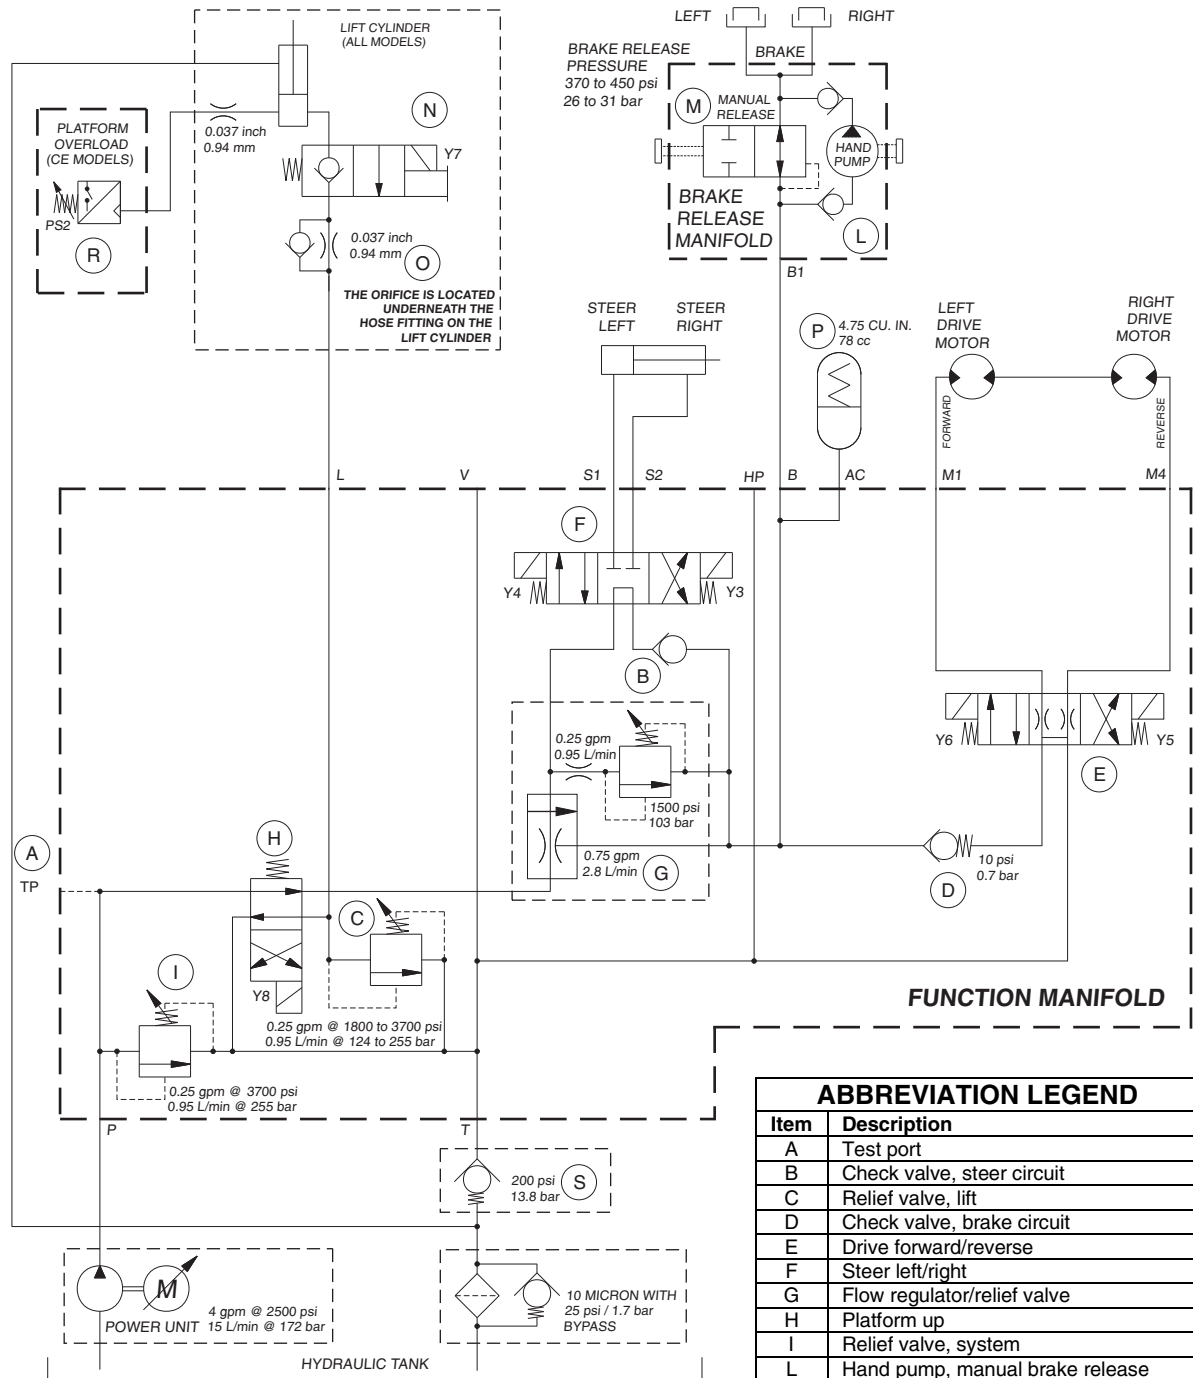 LEFT
RIGHT
LIFT CYLINDER
(ALL MODELS)
BRAKE RELEASE
PRESSURE
370 to 450 psi
26 to 31 bar
BRAKE
M
MANUAL
RELEASE
HAND
PUMP
BRAKE
RELEASE
MANIFOLD
L
B1
N
Y7
0.037 inch
0.94 mm
PLATFORM
OVERLOAD
(CE MODELS)
PS2
R
0.037 inch
0.94 mm
O
THE ORIFICE IS LOCATED
UNDERNEATH THE
HOSE FITTING ON THE
LIFT CYLINDER
STEER
LEFT
STEER
RIGHT
P
4.75 CU. IN.
78 cc
LEFT
DRIVE
MOTOR
RIGHT
DRIVE
MOTOR
FORWARD
REVERSE
L
V
S1
S2
HP
B
AC
M1
M4
F
Y4
Y3
B
0.25 gpm
0.95 L/min
1500 psi
103 bar
0.75 gpm
2.8 L/min
G
Y6
Y5
E
10 psi
0.7 bar
D
A
TP
H
C
I
Y8
0.25 gpm @ 1800 to 3700 psi
0.95 L/min @ 124 to 255 bar
0.25 gpm @ 3700 psi
0.95 L/min @ 255 bar
FUNCTION MANIFOLD
P
T
200 psi
13.8 bar
S
M
POWER UNIT
4 gpm @ 2500 psi
15 L/min @ 172 bar
10 MICRON WITH
25 psi / 1.7 bar
BYPASS
HYDRAULIC TANK
ABBREVIATION LEGEND
Item Description
A Test port
B Check valve, steer circuit
C Relief valve, lift
D Check valve, brake circuit
E Drive forward/reverse
F Steer left/right
G Flow regulator/relief valve
H Platform up
I Relief valve, system
L Hand pump, manual brake release